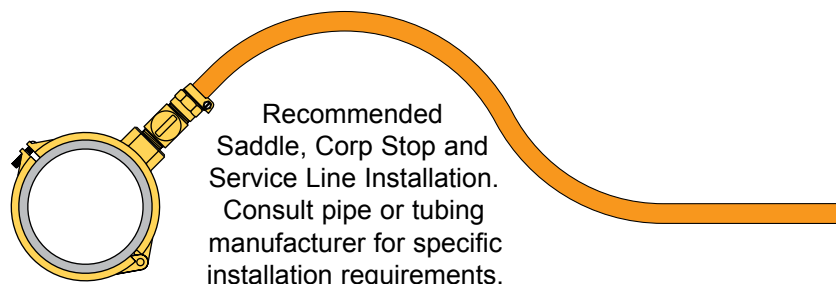 Recommended
Saddle, Corp Stop and
Service Line Installation.
Consult pipe or tubing
manufacturer for specific
installation requirements.